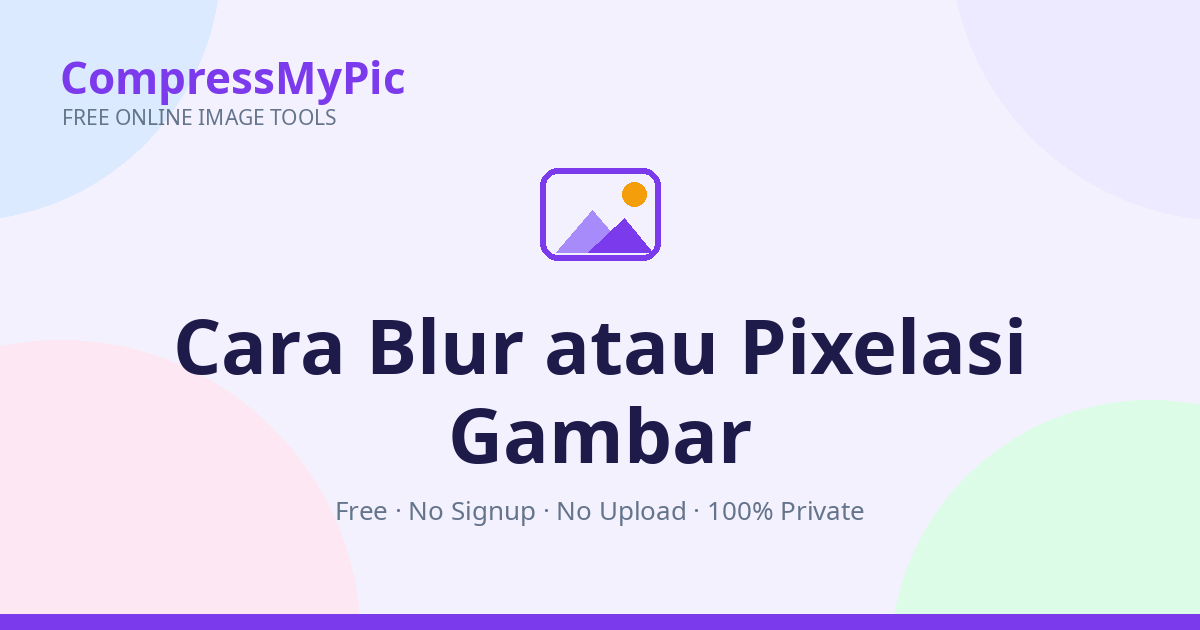 CompressMyPic
FREE ONLINE IMAGE TOOLS
Cara Blur atau Pixelasi
Gambar
Free · No Signup · No Upload · 100% Private